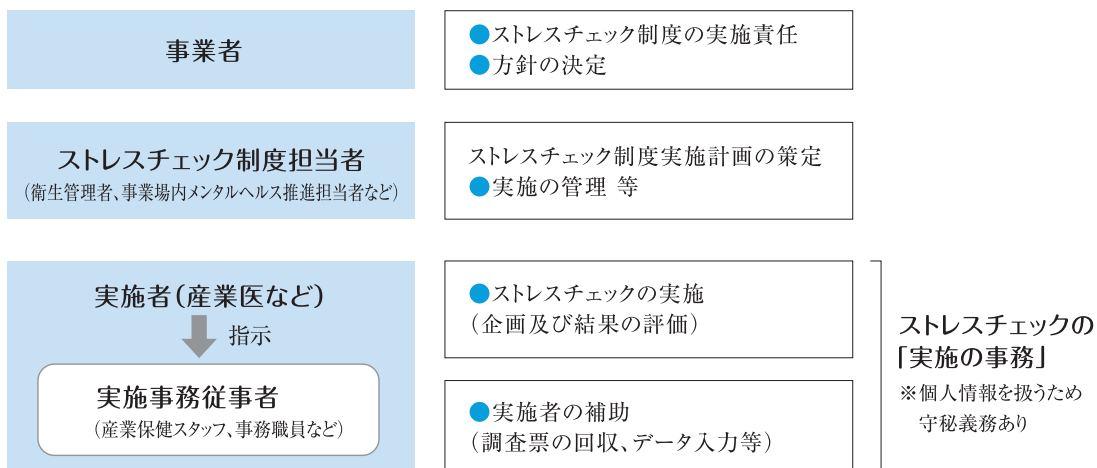 事業者
●ストレスチェック制度の実施責任
●方針の決定
ストレスチェック制度担当者
(衛生管理者、事業場内メンタルヘルス推進担当者など)
ストレスチェック制度実施計画の策定
●実施の管理 等
実施者(産業医など)
指示
実施事務従事者
(産業保健スタッフ、事務職員など)
●ストレスチェックの実施
(企画及び結果の評価)
●実施者の補助
(調査票の回収、データ入力等)
ストレスチェックの
「実施の事務」
※個人情報を扱うため
守秘義務あり